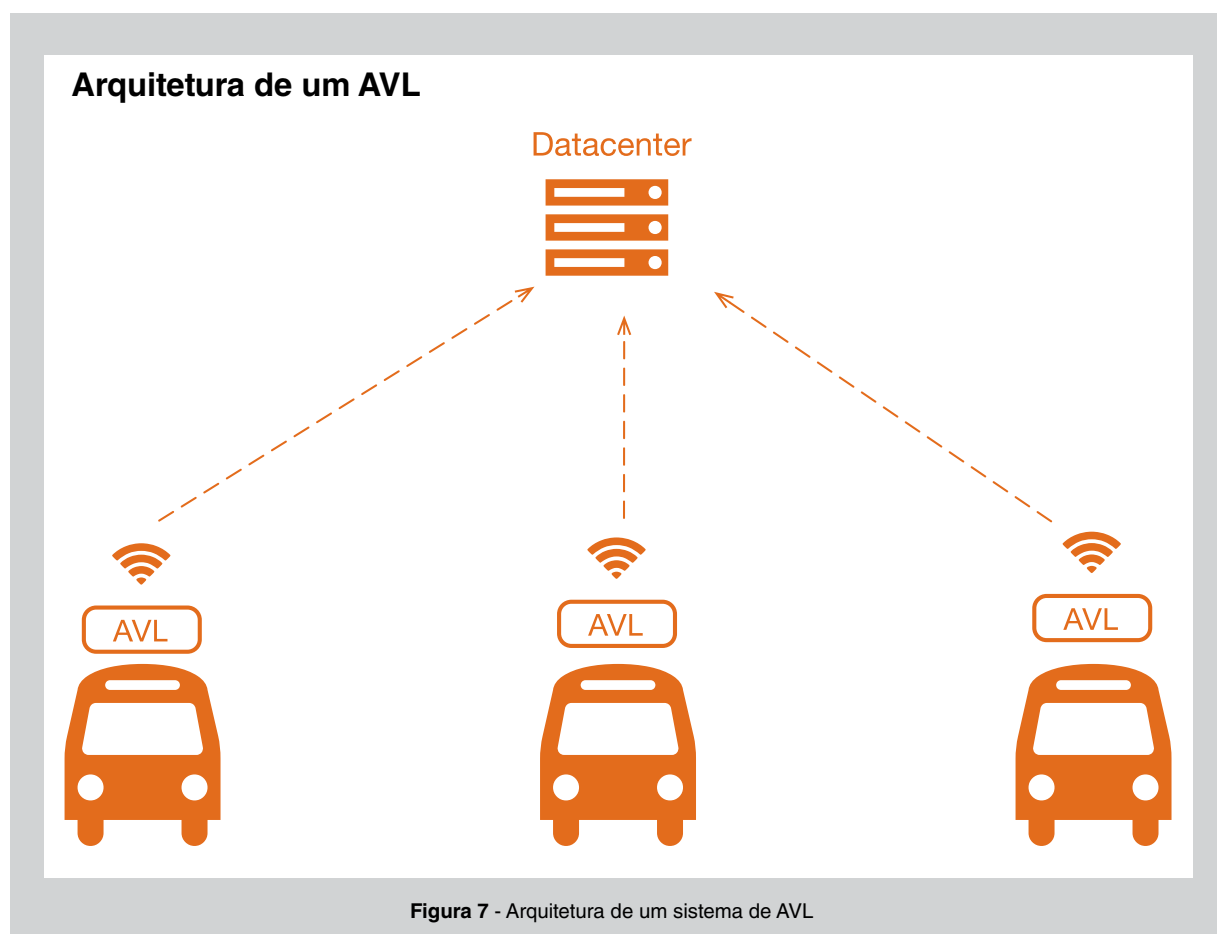 Arquitetura de um AVL
Datacenter
AVL
AVL
AVL
Figura 7 - Arquitetura de um sistema de AVL